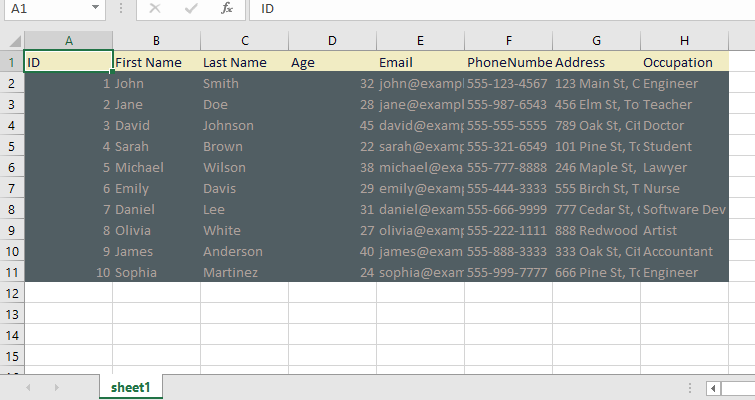 A1 fx ID
A B C D E F G H
1 ID First Name Last Name Age Email PhoneNumbe Address Occupation
2 1 John Smith 32 john@exampl 555-123-4567 123 Main St, C Engineer
3 2 Jane Doe 28 jane@exampl 555-987-6543 456 Elm St, To Teacher
4 3 David Johnson 45 david@examp 555-555-5555 789 Oak St, Cit Doctor
5 4 Sarah Brown 22 sarah@examp 555-321-6549 101 Pine St, To Student
6 5 Michael Wilson 38 michael@exa 555-777-8888 246 Maple St, Lawyer
7 6 Emily Davis 29 emily@examp 555-444-3333 555 Birch St, T Nurse
8 7 Daniel Lee 31 daniel@exam 555-666-9999 777 Cedar St, Software Dev
9 8 Olivia White 27 olivia@examp 555-222-1111 888 Redwood Artist
10 9 James Anderson 40 james@exam 555-888-3333 333 Oak St, Cit Accountant
11 10 Sophia Martinez 24 sophia@exam 555-999-7777 666 Pine St, To Engineer
12
13
14
15
sheet1